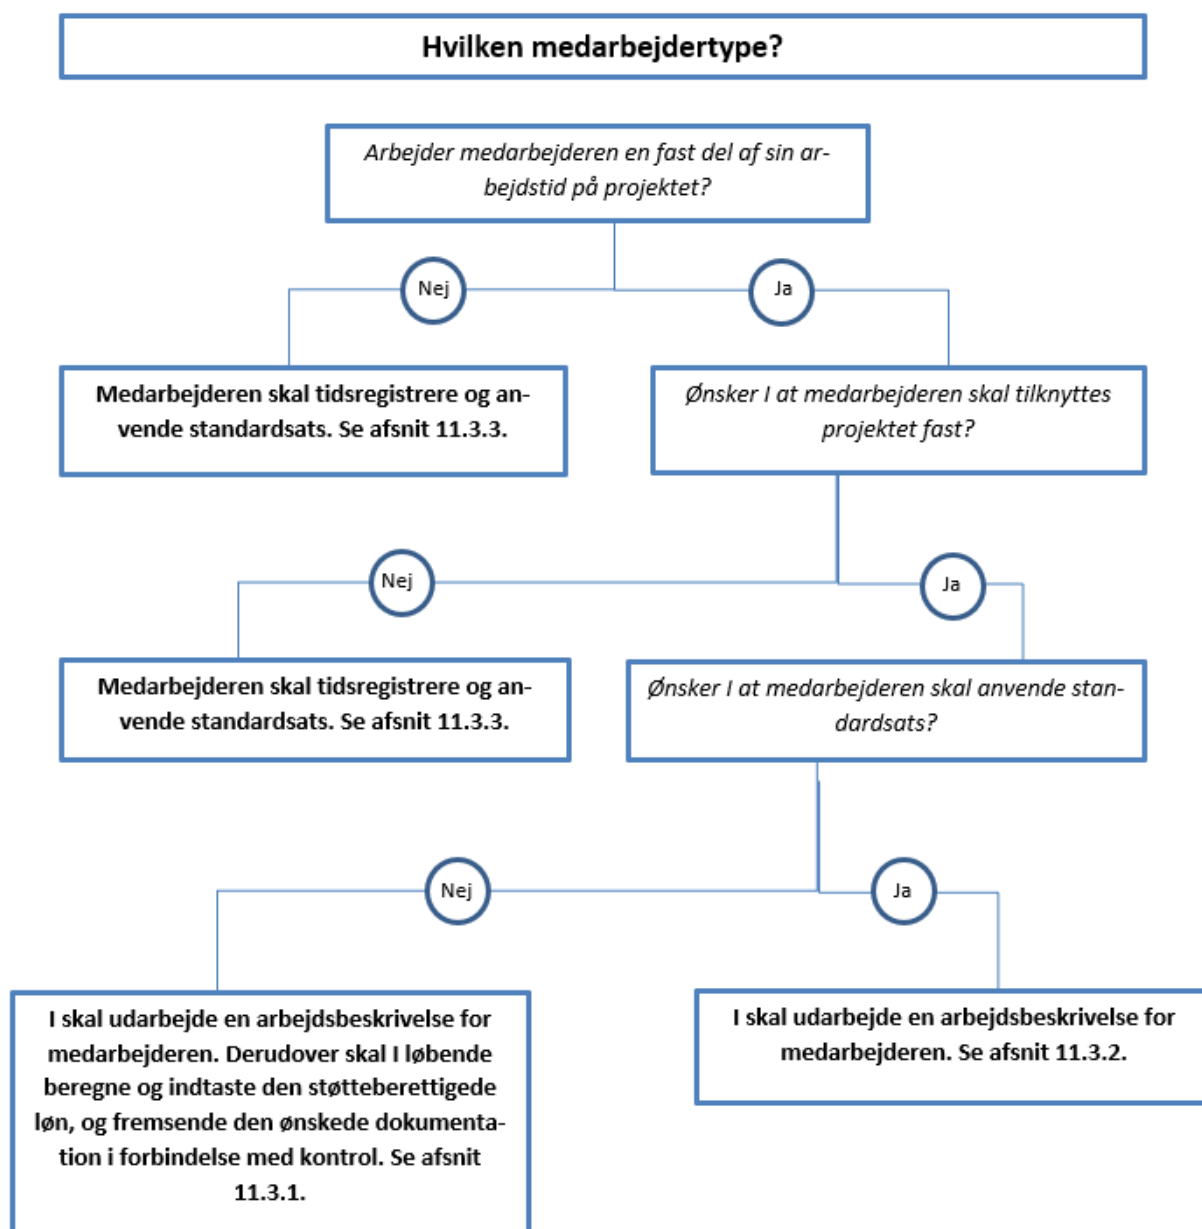 Hvilken medarbejdertype?
Arbejder medarbejderen en fast del af sin ar-
bejdstid på projektet?
Nej
Ja
Medarbejderen skal tidsregistrere og an-
vende standardsats. Se afsnit 11.3.3.
Ønsker I at medarbejderen skal tilknyttes
projektet fast?
Nej
Ja
Medarbejderen skal tidsregistrere og an-
vende standardsats. Se afsnit 11.3.3.
Ønsker I at medarbejderen skal anvende stan-
dardsats?
Nej
Ja
I skal udarbejde en arbejdsbeskrivelse for
medarbejderen. Derudover skal I løbende
beregne og indtaste den støtteberettigede
løn, og fremsende den ønskede dokumenta-
tion i forbindelse med kontrol. Se afsnit
11.3.1.
I skal udarbejde en arbejdsbeskrivelse for
medarbejderen. Se afsnit 11.3.2.